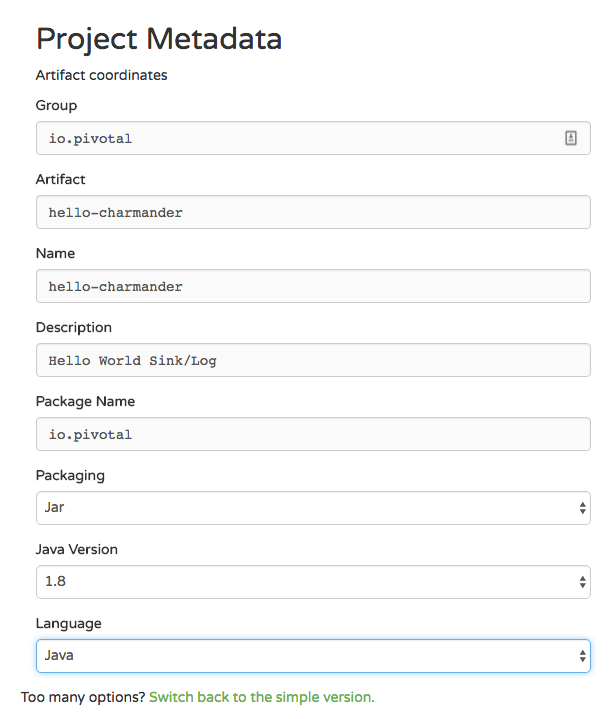 Project Metadata
Artifact coordinates
Group
io.pivotal
Artifact
hello-charmander
Name
hello-charmander
Description
Hello World Sink/Log
Package Name
io.pivotal
Packaging
Jar
Java Version
1.8
Language
Java
Too many options? Switch back to the simple version.